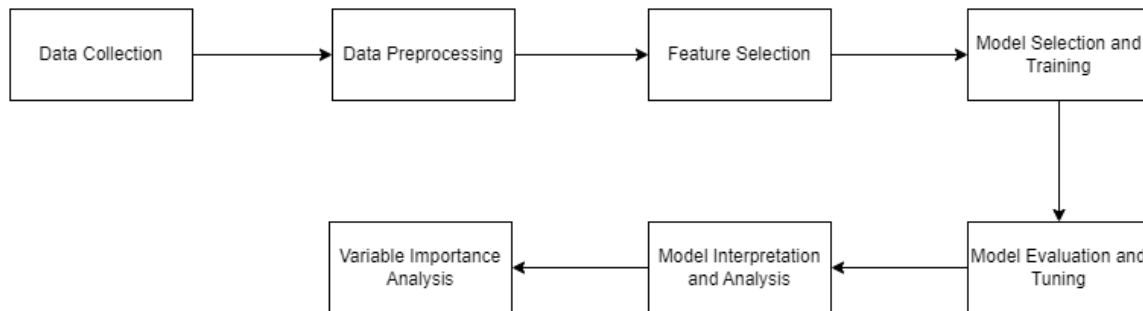 Data Collection
Data Preprocessing
Feature Selection
Model Selection and
Training
Variable Importance
Analysis
Model Interpretation
and Analysis
Model Evaluation and
Tuning